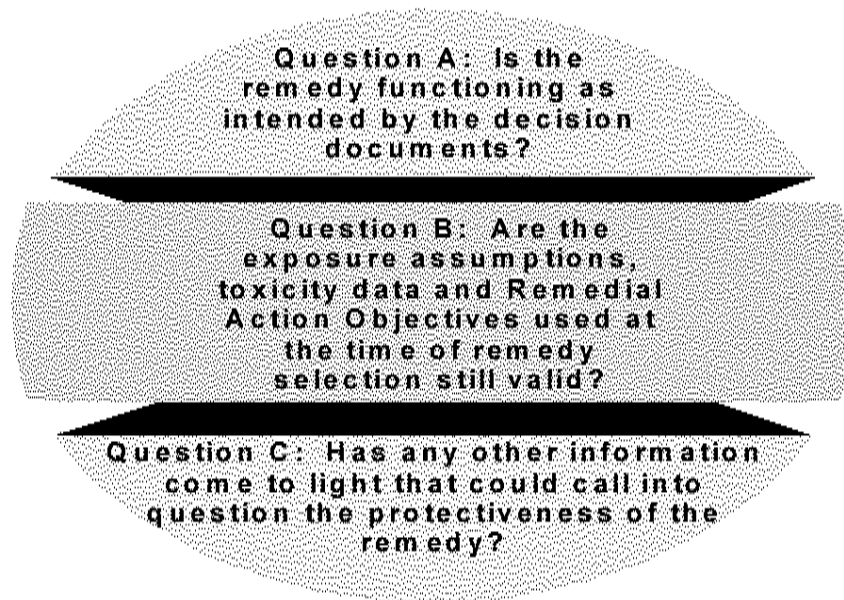 Question A: Is the
remedy functioning as
intended by the decision
documents?
Question B: Are the
exposure assumptions,
toxicity data and Remedial
Action Objectives used at
the time of remedy
selection still valid?
Question C: Has any other information
come to light that could call into
question the protectiveness of the
remedy?